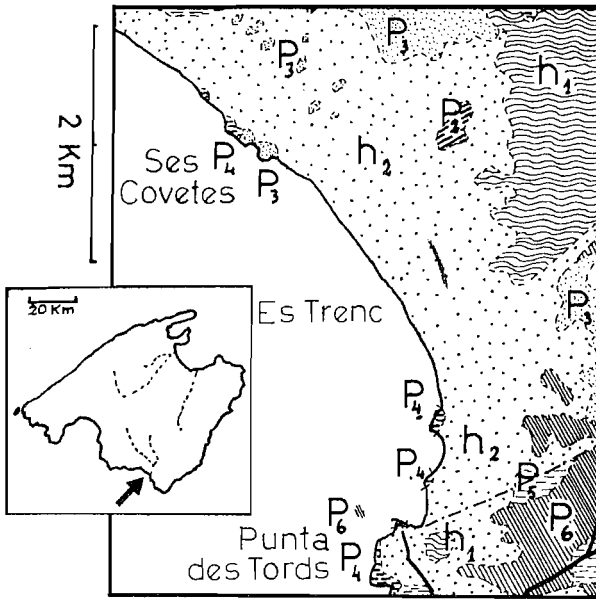 P3
P3
h1
P2
h2
2 Km
P4
P3
Ses
Covetes
20 Km
Es Trenc
P3
P4
h2
P4
P5
P6
P6
h1
Punta
des Tords
P4